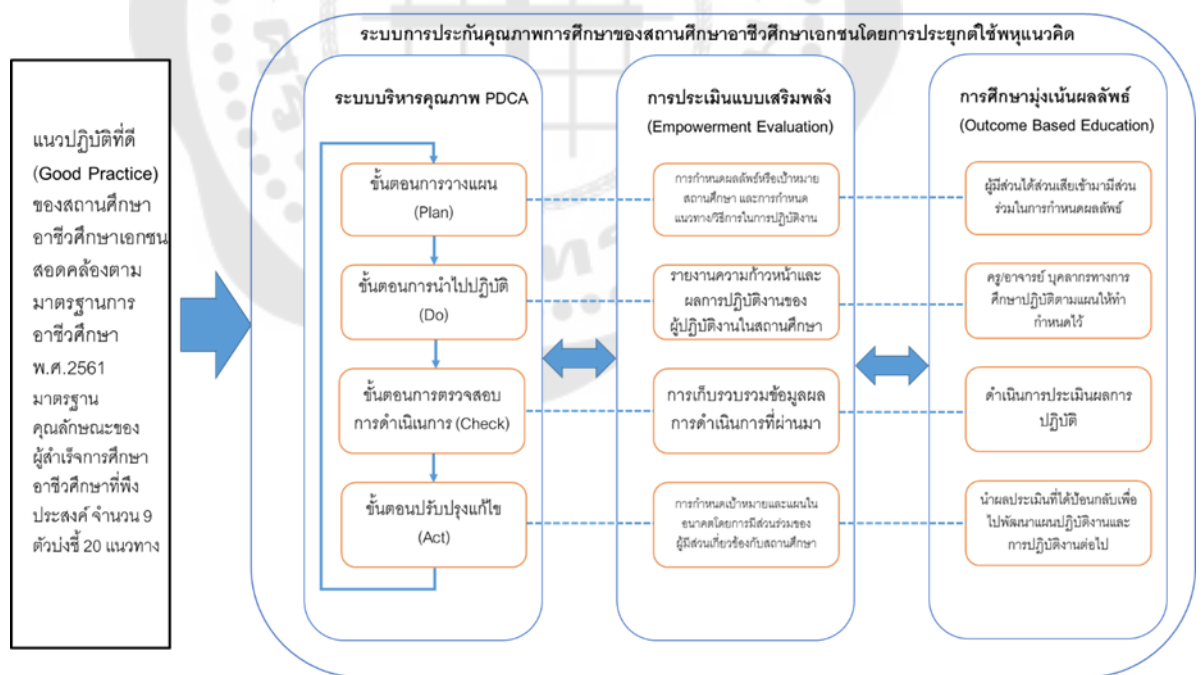 ระบบการประกันคุณภาพการศึกษาของสถานศึกษาอาชีวศึกษาเอกชนโดยการประยุกต์ใช้พหุแนวคิด
แนวปฏิบัติที่ดี
(Good Practice)
ของสถานศึกษา
อาชีวศึกษาเอกชน
สอดคล้องตาม
มาตรฐานการ
อาชีวศึกษา
พ.ศ.2561
มาตรฐาน
คุณลักษณะของ
ผู้สำเร็จการศึกษา
อาชีวศึกษาที่พึง
ประสงค์ จำนวน 9
ตัวบ่งชี้ 20 แนวทาง
ระบบบริหารคุณภาพ PDCA
ขั้นตอนการวางแผน
(Plan)
ขั้นตอนการนำไปปฏิบัติ
(Do)
ขั้นตอนการตรวจสอบ
การดำเนินการ (Check)
ขั้นตอนปรับปรุงแก้ไข
(Act)
การประเมินแบบเสริมพลัง
(Empowerment Evaluation)
การกำหนดผลลัพธ์หรือเป้าหมาย
สถานศึกษา และการกำหนด
แนวทาง/วิธีการในการปฏิบัติงาน
รายงานความก้าวหน้าและ
ผลการปฏิบัติงานของ
ผู้ปฏิบัติงานในสถานศึกษา
การเก็บรวบรวมข้อมูลผล
การดำเนินการที่ผ่านมา
การกำหนดเป้าหมายและแผนใน
อนาคตโดยการมีส่วนร่วมของ
ผู้มีส่วนเกี่ยวข้องกับสถานศึกษา
การศึกษามุ่งเน้นผลลัพธ์
(Outcome Based Education)
ผู้มีส่วนได้ส่วนเสียเข้ามามีส่วน
ร่วมในการกำหนดผลลัพธ์
ครู/อาจารย์ บุคลากรทางการ
ศึกษาปฏิบัติตามแผนให้ทำ
กำหนดไว้
ดำเนินการประเมินผลการ
ปฏิบัติ
นำผลประเมินที่ได้ป้อนกลับเพื่อ
ไปพัฒนาแผนปฏิบัติงานและ
การปฏิบัติงานต่อไป